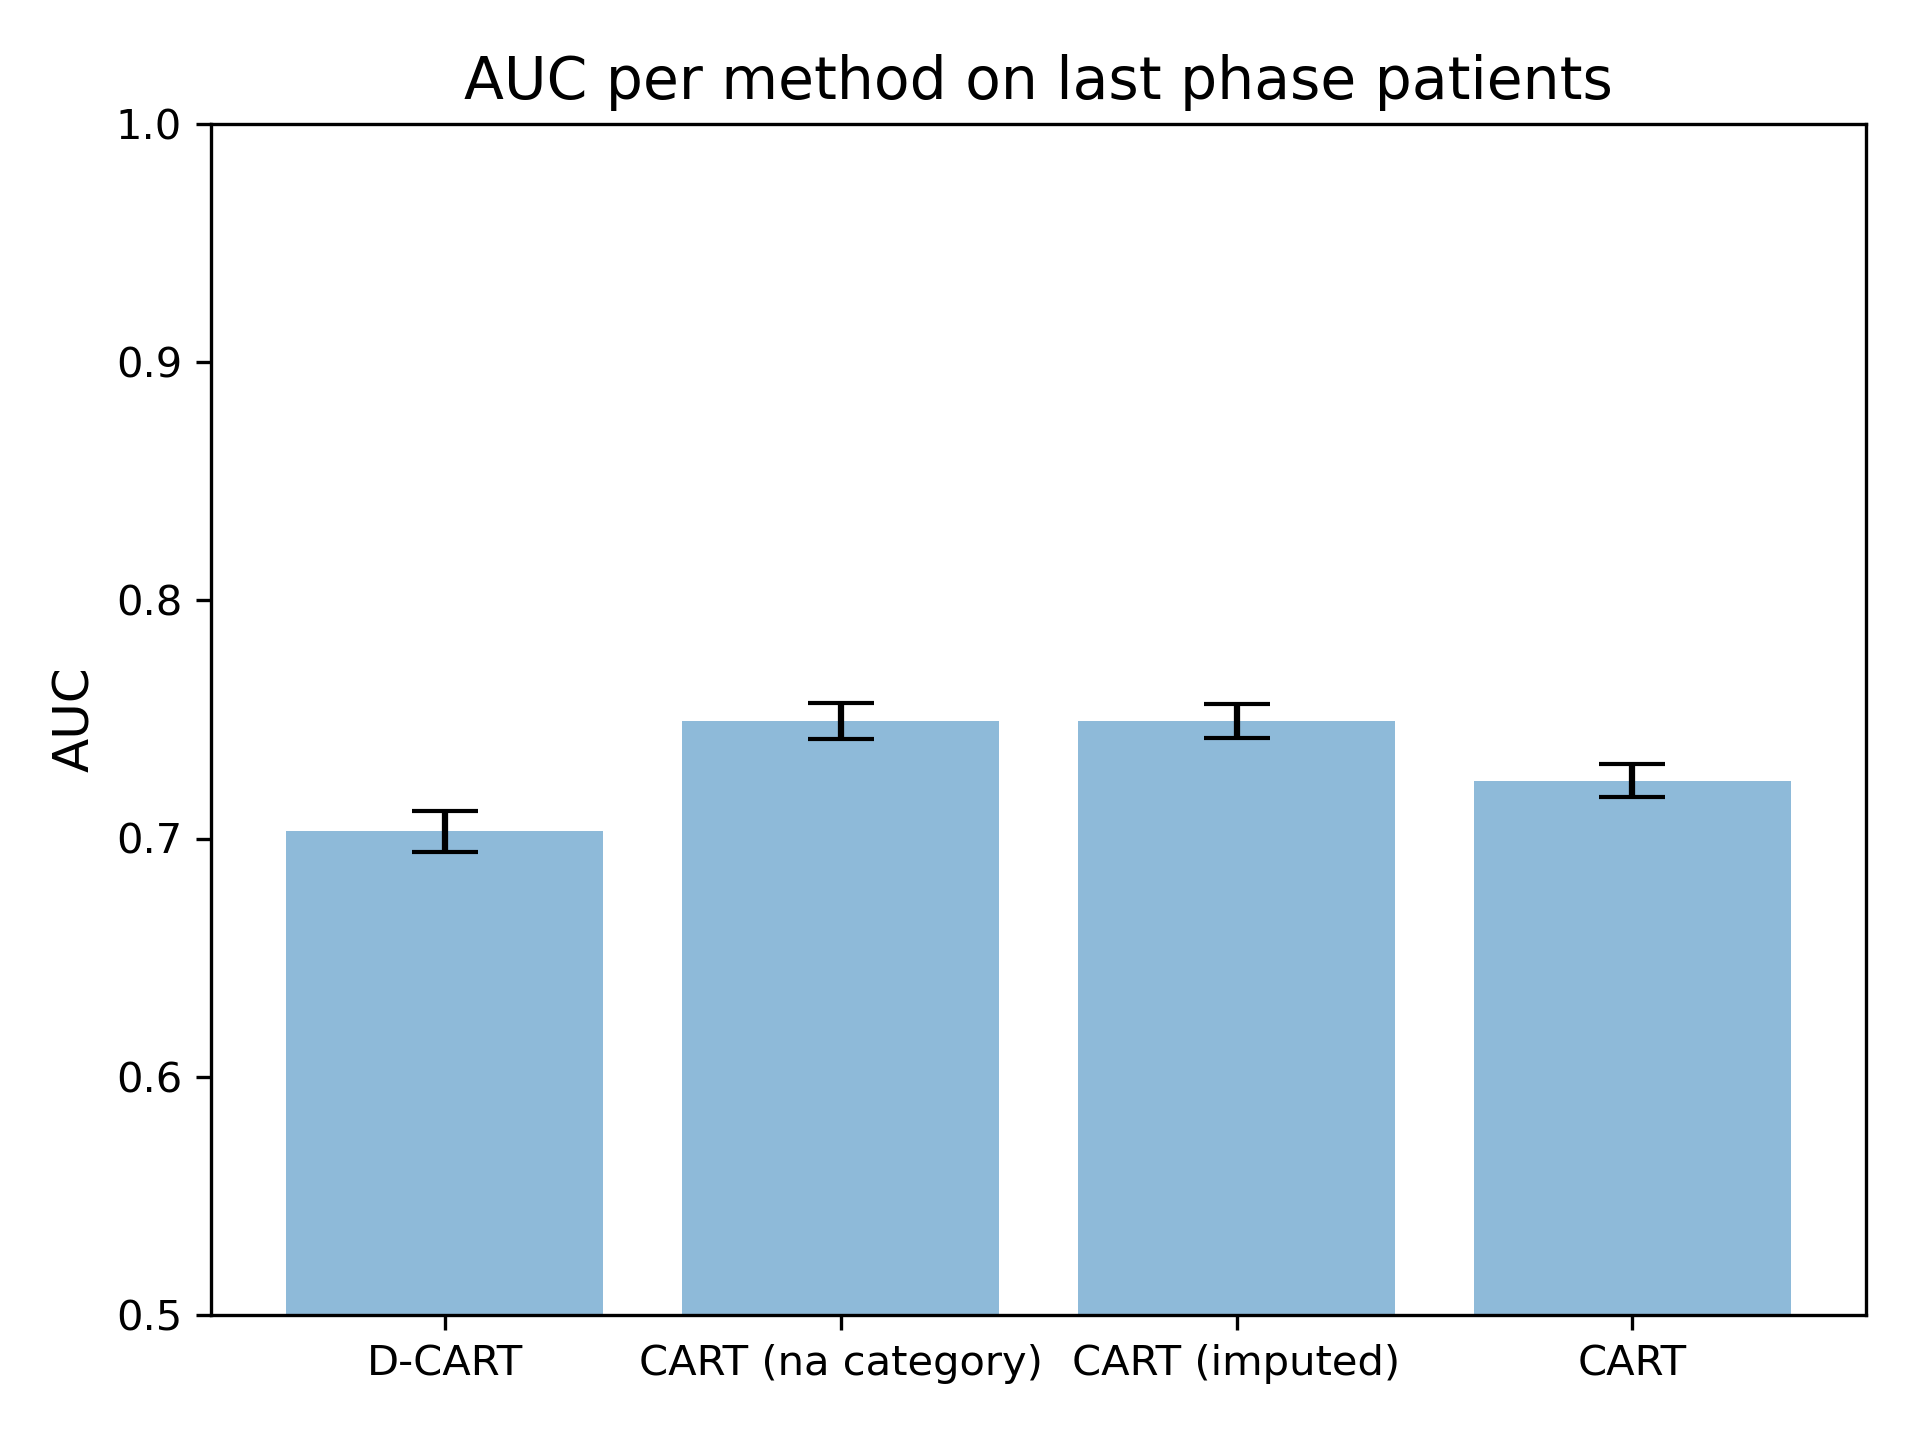 AUC per method on last phase patients
1.0
0.9
0.8
0.7
0.6
0.5
AUC
D-CART
CART (na category)
CART (imputed)
CART